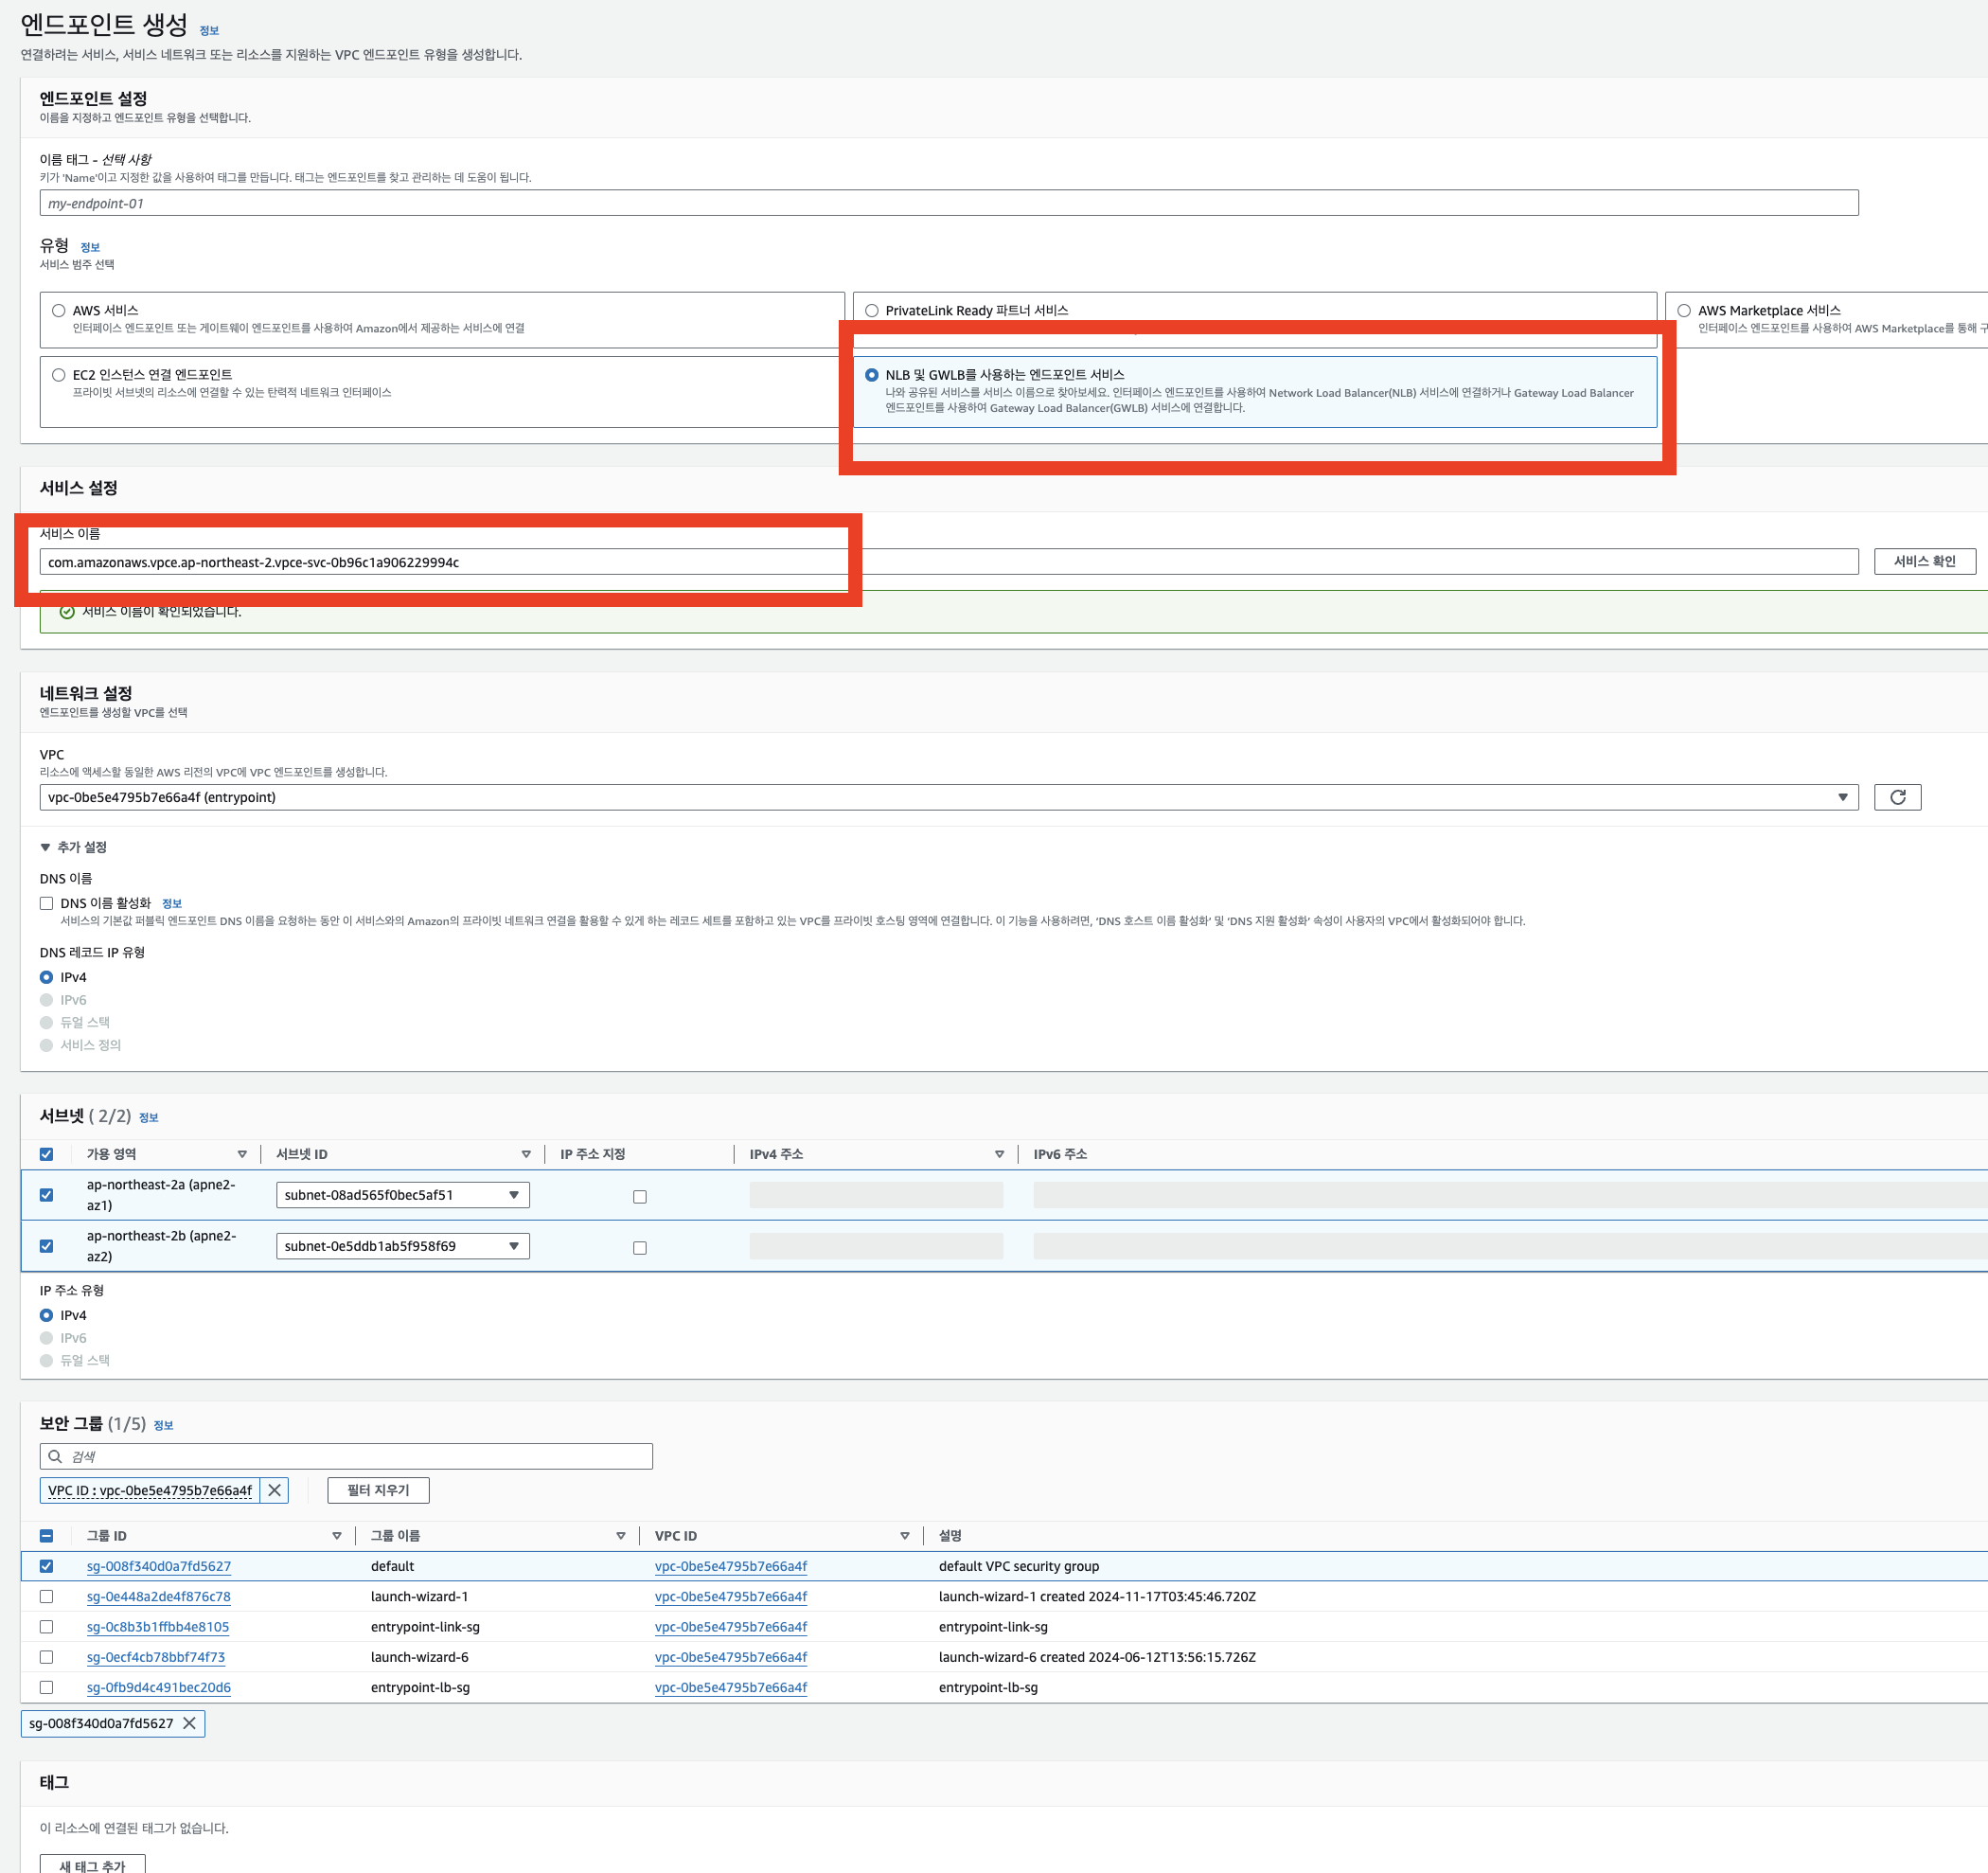 엔드포인트 생성 정보
연결하려는 서비스, 서비스 네트워크 또는 리소스를 지원하는 VPC 엔드포인트 유형을 생성합니다.
엔드포인트 설정
이름을 지정하고 엔드포인트 유형을 선택합니다.
이름 태그 - 선택 사항
키가 'Name'이고 지정한 값을 사용하여 태그를 만듭니다. 태그는 엔드포인트를 찾고 관리하는 데 도움이 됩니다.
my-endpoint-01
유형 정보
서비스 범주 선택
AWS 서비스
인터페이스 엔드포인트 또는 게이트웨이 엔드포인트를 사용하여 Amazon에서 제공하는 서비스에 연결
PrivateLink Ready 파트너 서비스
AWS Marketplace 서비스
인터페이스 엔드포인트를 사용하여 AWS Marketplace를 통해 구
EC2 인스턴스 연결 엔드포인트
프라이빗 서브넷의 리소스에 연결할 수 있는 탄력적 네트워크 인터페이스
NLB 및 GWLB를 사용하는 엔드포인트 서비스
나와 공유된 서비스를 서비스 이름으로 찾아보세요. 인터페이스 엔드포인트를 사용하여 Network Load Balancer(NLB) 서비스에 연결하거나 Gateway Load Balancer
엔드포인트를 사용하여 Gateway Load Balancer(GWLB) 서비스에 연결합니다.
서비스 설정
서비스 이름
com.amazonaws.vpce.ap-northeast-2.vpce-svc-0b96c1a906229994c
서비스 확인
서비스 이름이 확인되었습니다.
네트워크 설정
엔드포인트를 생성할 VPC를 선택
VPC
리소스에 액세스할 동일한 AWS 리전의 VPC에 VPC 엔드포인트를 생성합니다.
vpc-0be5e4795b7e66a4f (entrypoint)
추가 설정
DNS 이름
DNS 이름 활성화 정보
서비스의 기본값 퍼블릭 엔드포인트 DNS 이름을 요청하는 동안 이 서비스와의 Amazon의 프라이빗 네트워크 연결을 활용할 수 있게 하는 레코드 세트를 포함하고 있는 VPC를 프라이빗 호스팅 영역에 연결합니다. 이 기능을 사용하려면, 'DNS 호스트 이름 활성화' 및 'DNS 지원 활성화' 속성이 사용자의 VPC에서 활성화되어야 합니다.
DNS 레코드 IP 유형
IPv4
IPv6
듀얼 스택
서비스 정의
서브넷 ( 2/2) 정보
가용 영역 서브넷 ID IP 주소 지정 IPv4 주소 IPv6 주소
ap-northeast-2a (apne2-
az1)
subnet-08ad565f0bec5af51
ap-northeast-2b (apne2-
az2)
subnet-0e5ddb1ab5f958f69
IP 주소 유형
IPv4
IPv6
듀얼 스택
보안 그룹 (1/5) 정보
검색
VPC ID : vpc-0be5e4795b7e66a4f
필터 지우기
그룹 ID 그룹 이름 VPC ID 설명
sg-008f340d0a7fd5627 default vpc-0be5e4795b7e66a4f default VPC security group
sg-0e448a2de4f876c78 launch-wizard-1 vpc-0be5e4795b7e66a4f launch-wizard-1 created 2024-11-17T03:45:46.720Z
sg-0c8b3b1ffbb4e8105 entrypoint-link-sg vpc-0be5e4795b7e66a4f entrypoint-link-sg
sg-0ecf4cb78bbf74f73 launch-wizard-6 vpc-0be5e4795b7e66a4f launch-wizard-6 created 2024-06-12T13:56:15.726Z
sg-0fb9d4c491bec20d6 entrypoint-lb-sg vpc-0be5e4795b7e66a4f entrypoint-lb-sg
sg-008f340d0a7fd5627
태그
이 리소스에 연결된 태그가 없습니다.
새 태그 추가